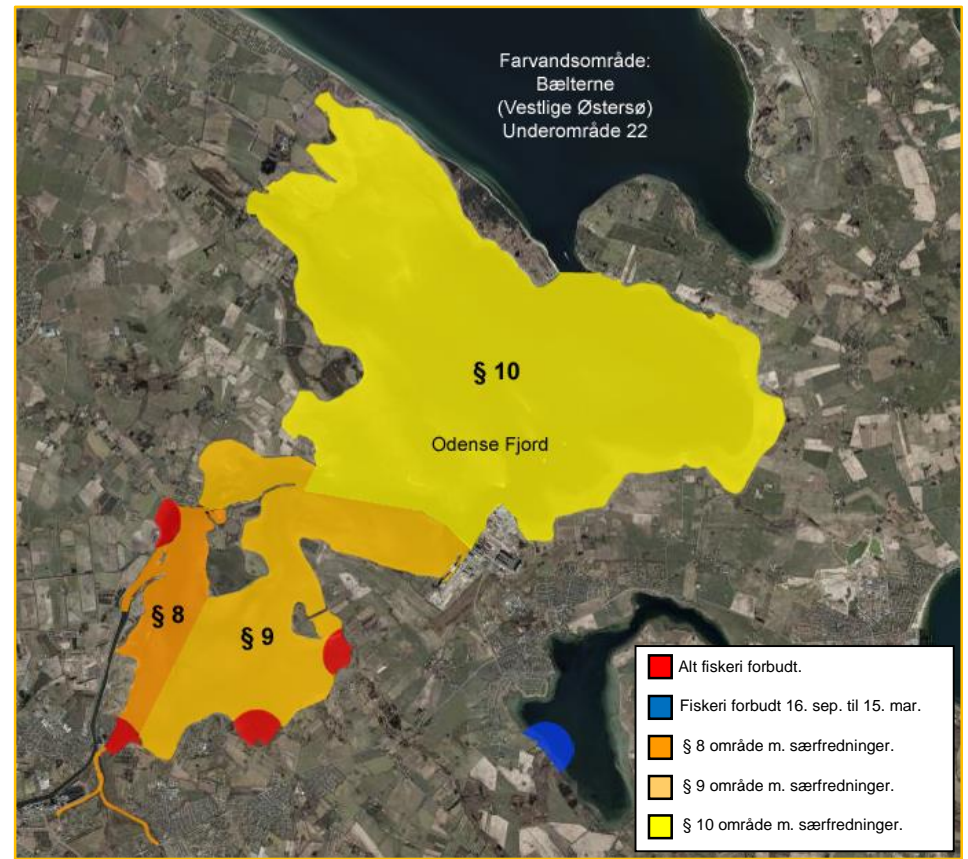 Farvandsområde:
Bælterne
(Vestlige Østersø)
Underområde 22
§ 10
Odense Fjord
§ 8
§ 9
Alt fiskeri forbudt.
Fiskeri forbudt 16. sep. til 15. mar.
§ 8 område m. særfredninger.
§ 9 område m. særfredninger.
§ 10 område m. særfredninger.